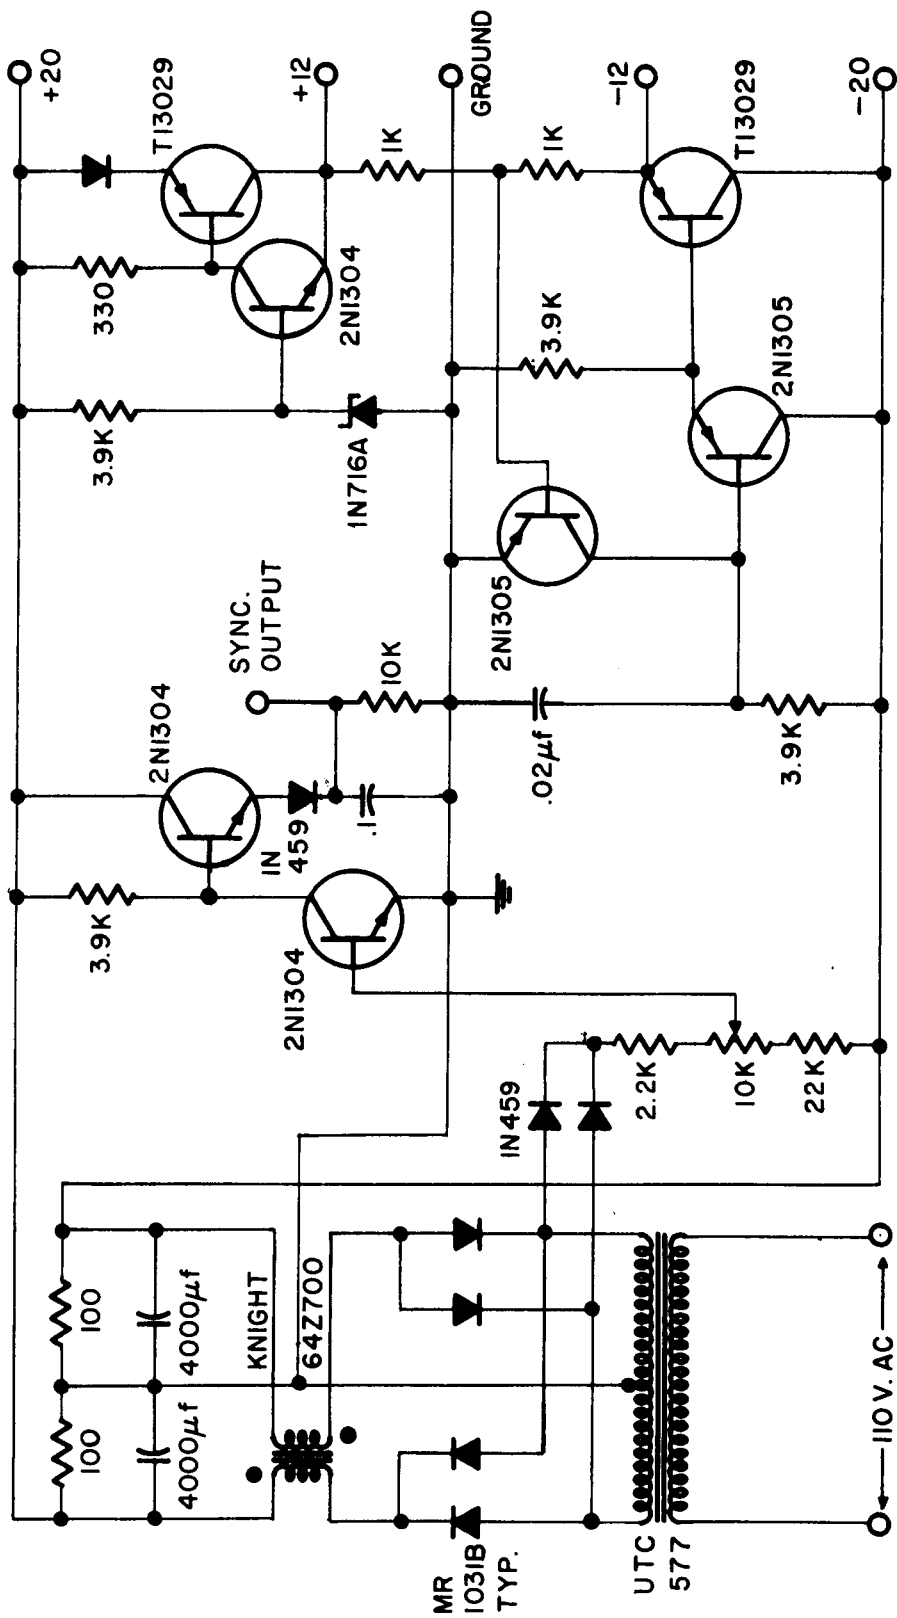 +20
TI3029
+12
GROUND
-12
TI3029
-20
1K
1K
330
2N1304
3.9K
2N1305
3.9K
1N716A
SYNC.
OUTPUT
2N1305
10K
2N1304
.02μf
3.9K
1N
459
.1
3.9K
2N1304
1N459
2.2K
10K
22K
100
4000μf
KNIGHT
64Z700
100
4000μf
MR
1031B
TYP.
UTC
577
110 V. AC